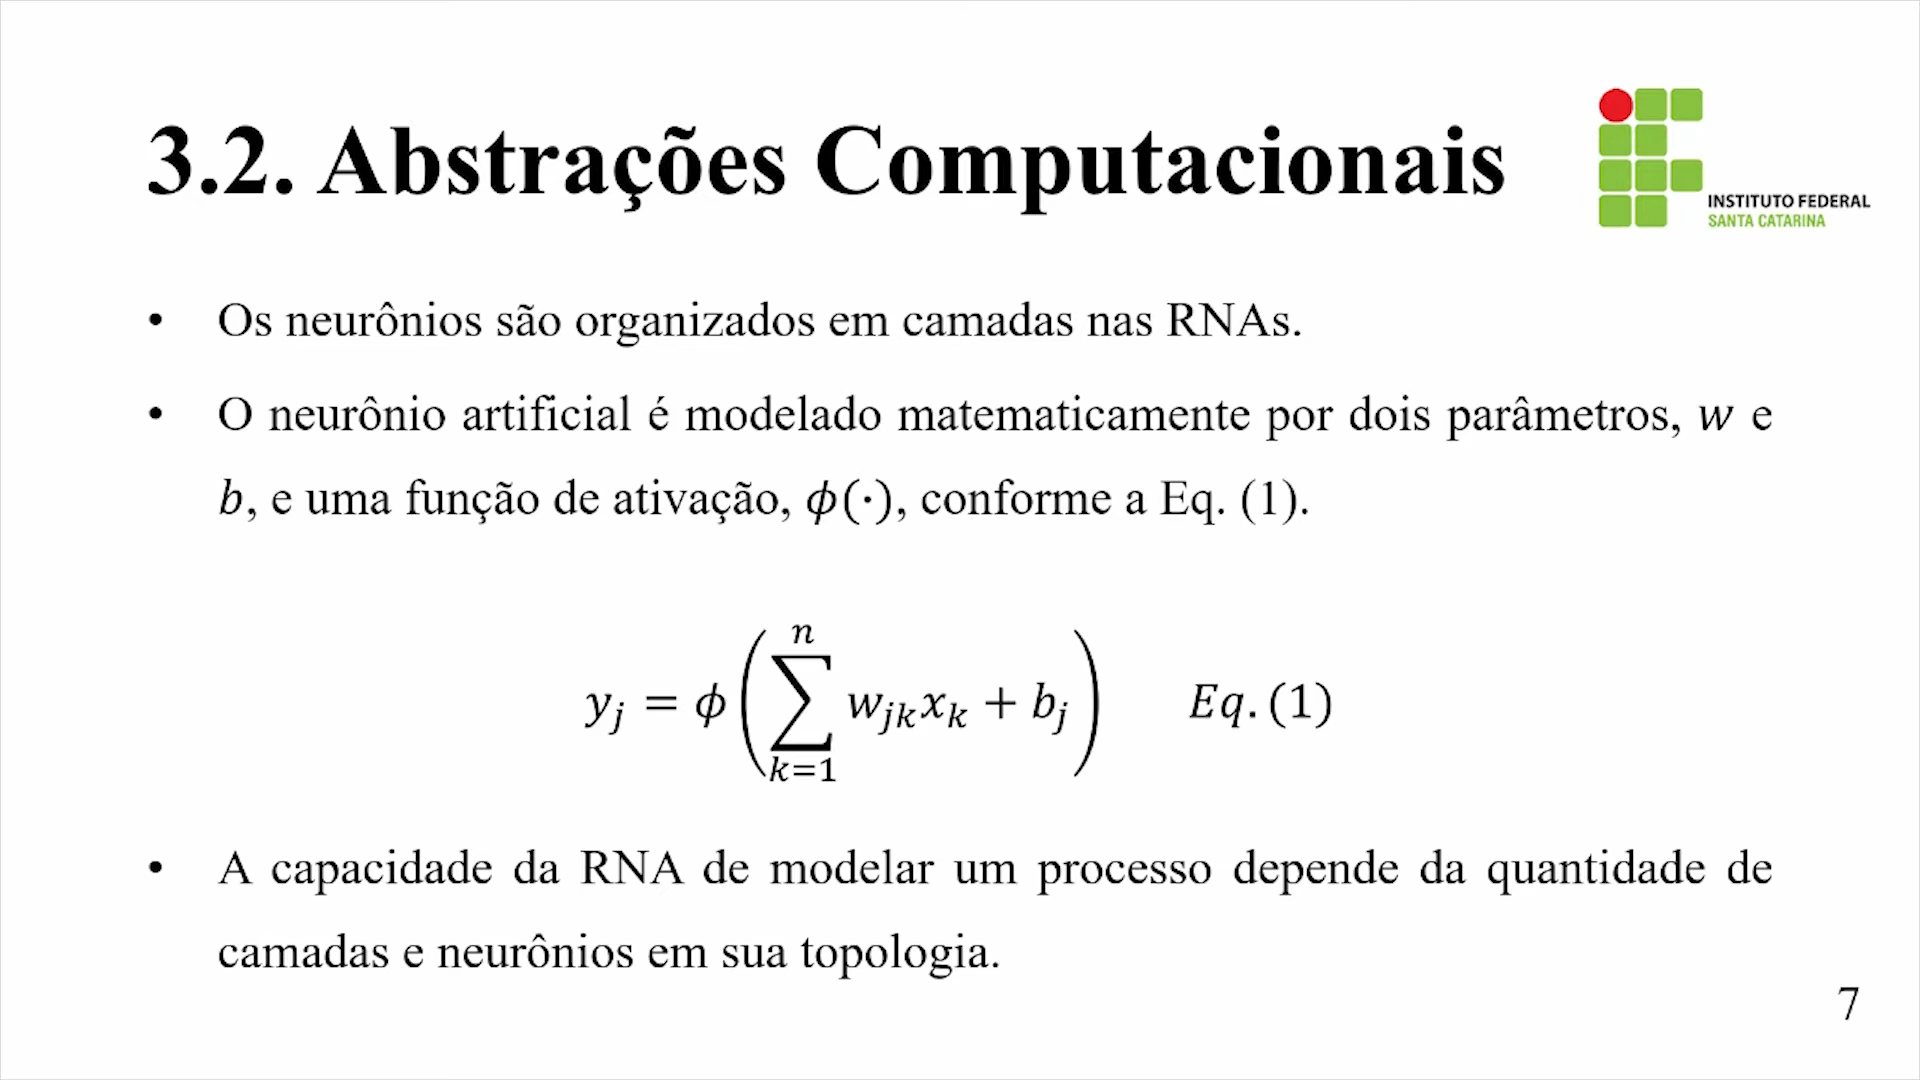 3.2. Abstrações Computacionais
INSTITUTO FEDERAL
SANTA CATARINA
• Os neurônios são organizados em camadas nas RNAs.
• O neurônio artificial é modelado matematicamente por dois parâmetros, w e
b, e uma função de ativação, ϕ(·), conforme a Eq. (1).
y_j = ϕ(∑_{k=1}^{n} w_{jk}x_k + b_j) Eq. (1)
• A capacidade da RNA de modelar um processo depende da quantidade de
camadas e neurônios em sua topologia.
7